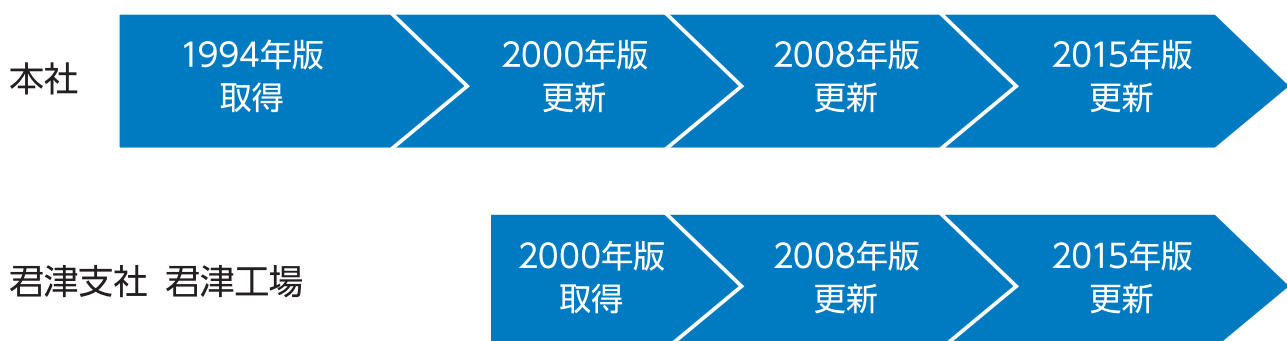 本社
1994年版
取得
2000年版
更新
2008年版
更新
2015年版
更新
君津支社 君津工場
2000年版
取得
2008年版
更新
2015年版
更新